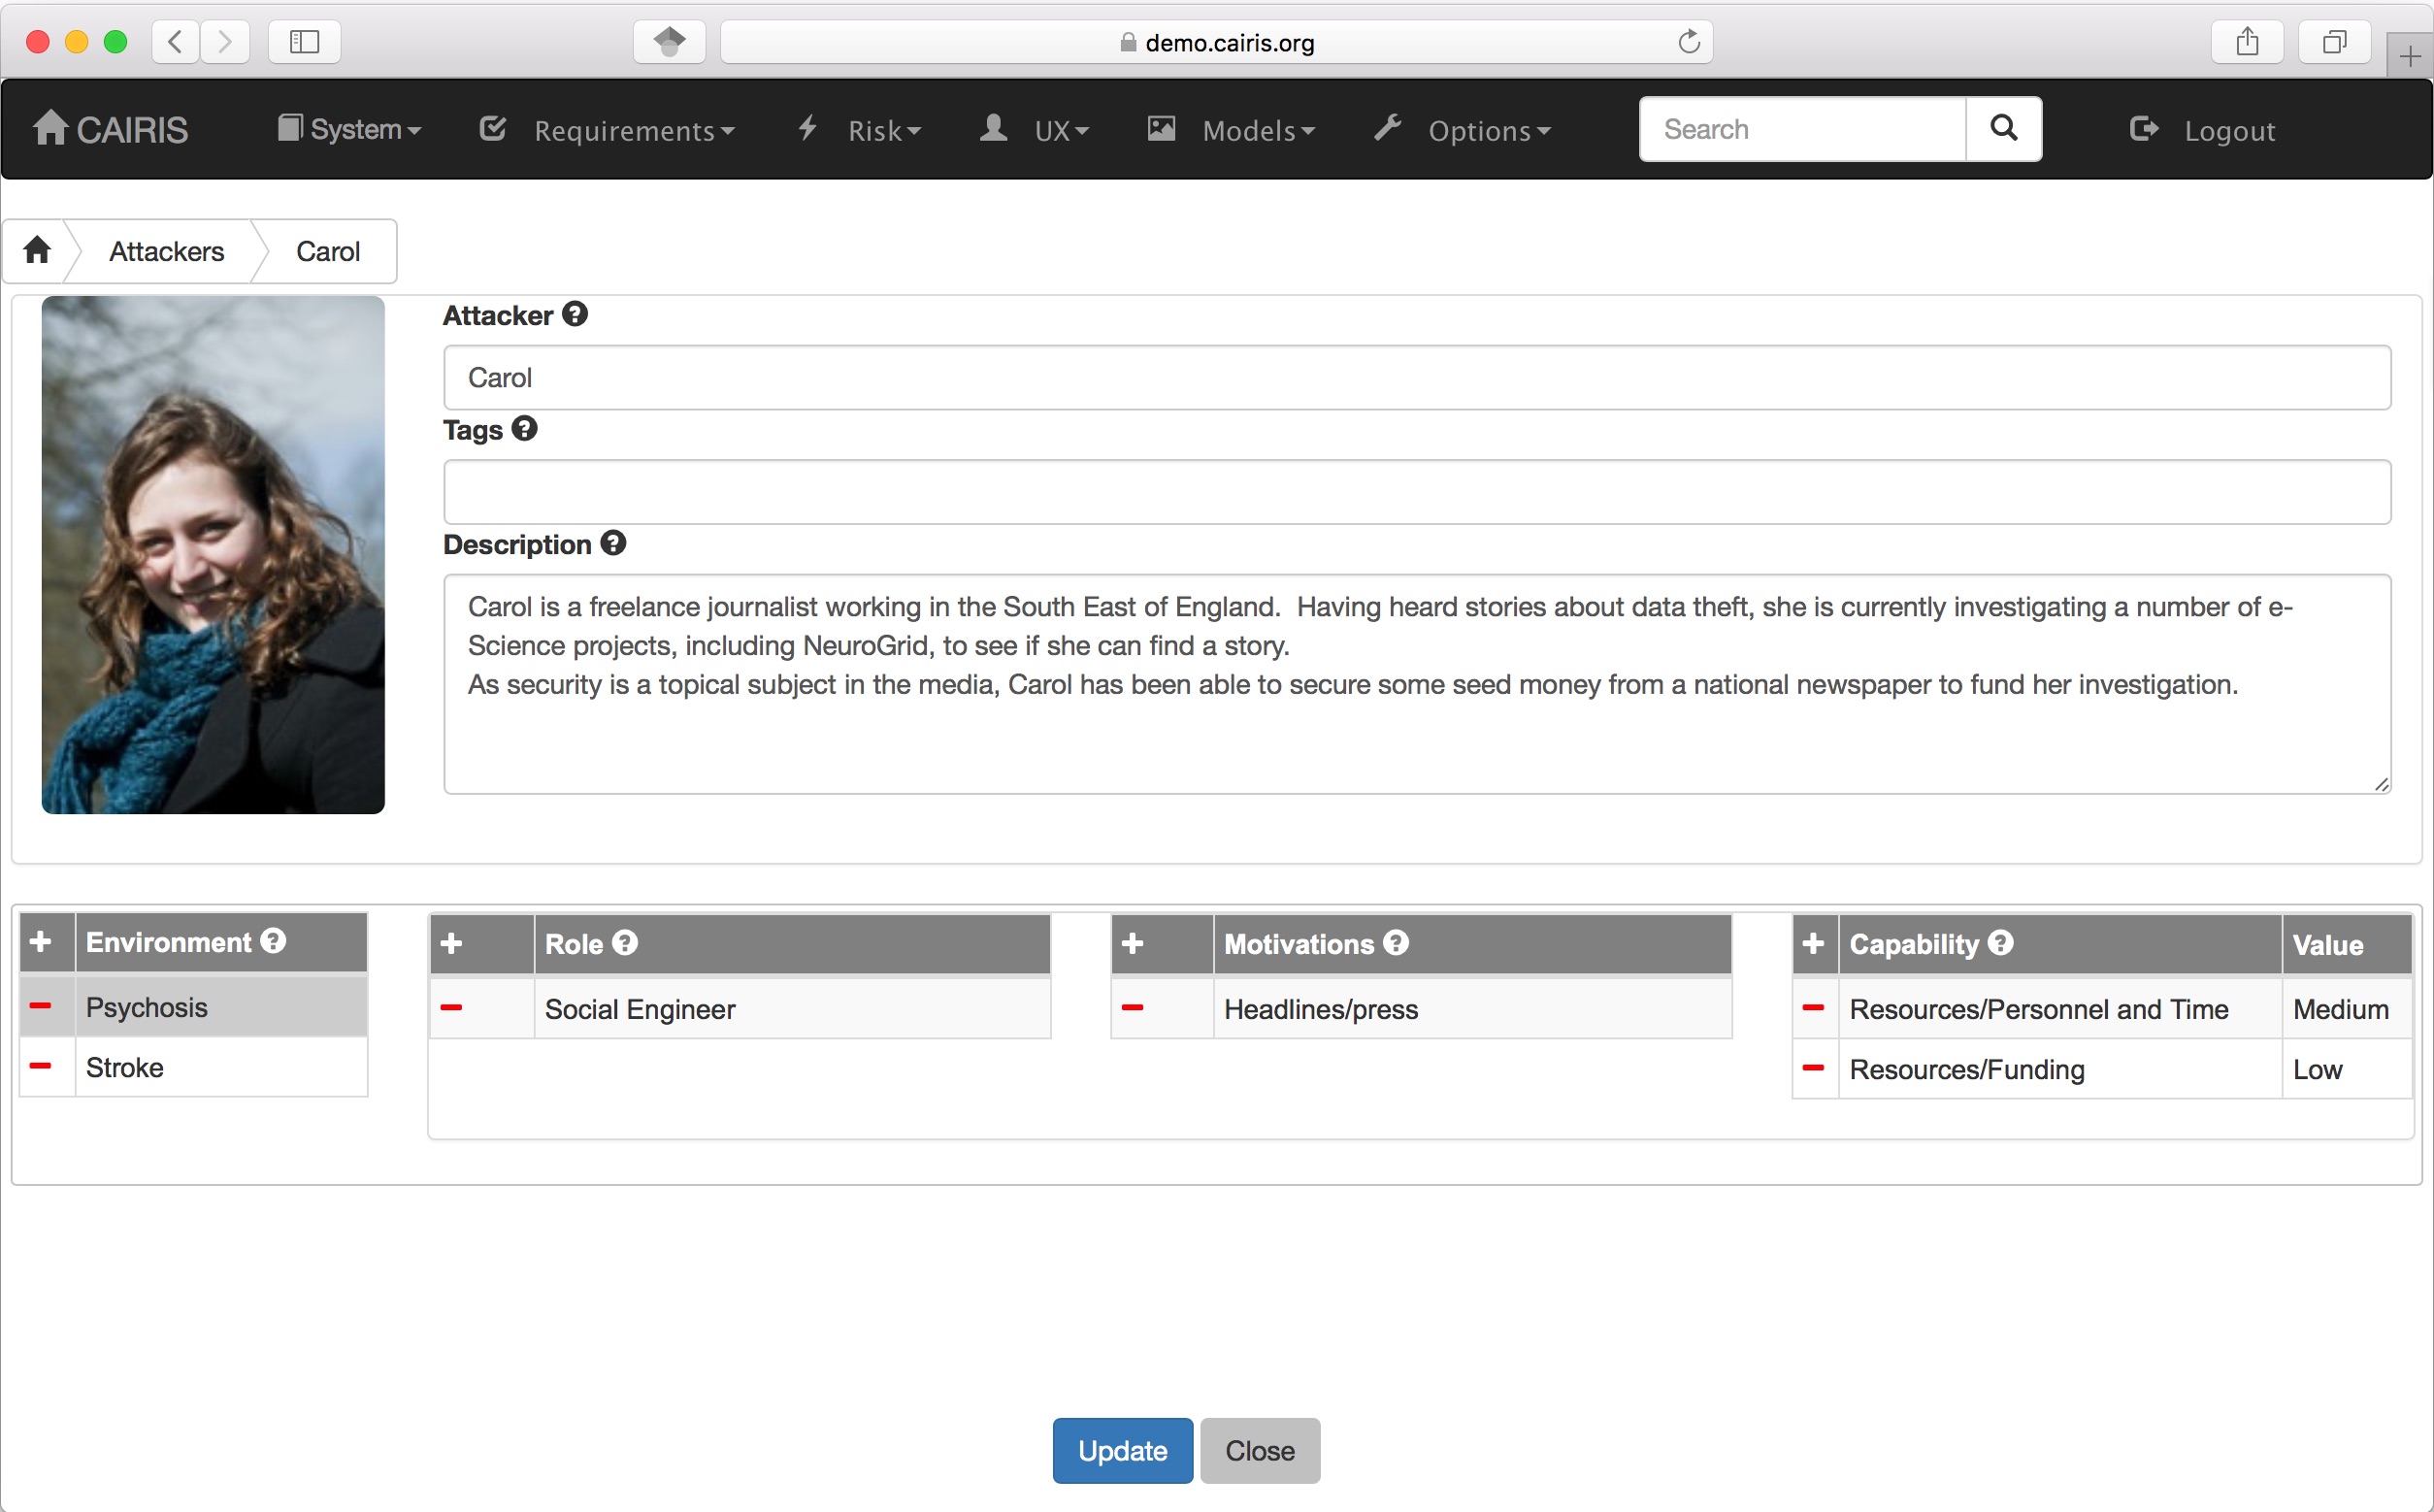 demo.cairis.org
CAIRIS System Requirements Risk UX Models Options Search Logout
Attackers Carol
Attacker
Carol
Tags
Description
Carol is a freelance journalist working in the South East of England.  Having heard stories about data theft, she is currently investigating a number of e-
Science projects, including NeuroGrid, to see if she can find a story.
As security is a topical subject in the media, Carol has been able to secure some seed money from a national newspaper to fund her investigation.
Environment Role Motivations Capability Value
Psychosis Social Engineer Headlines/press Resources/Personnel and Time Medium
Stroke Resources/Funding Low
Update Close